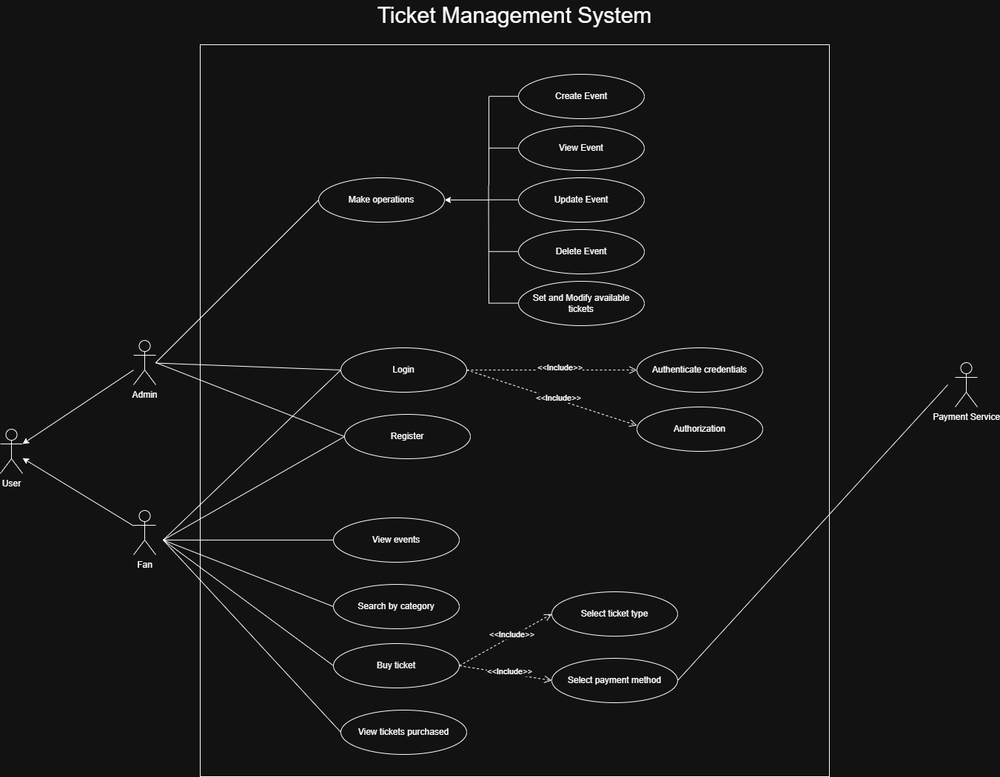 Ticket Management System
Create Event
View Event
Make operations
Update Event
Delete Event
Set and Modify available
tickets
Admin
Login
<<Include>>
Authenticate credentials
<<Include>>
Payment Service
Register
Authorization
User
View events
Fan
Search by category
Select ticket type
<<Include>>
Buy ticket
<<Include>>
Select payment method
View tickets purchased